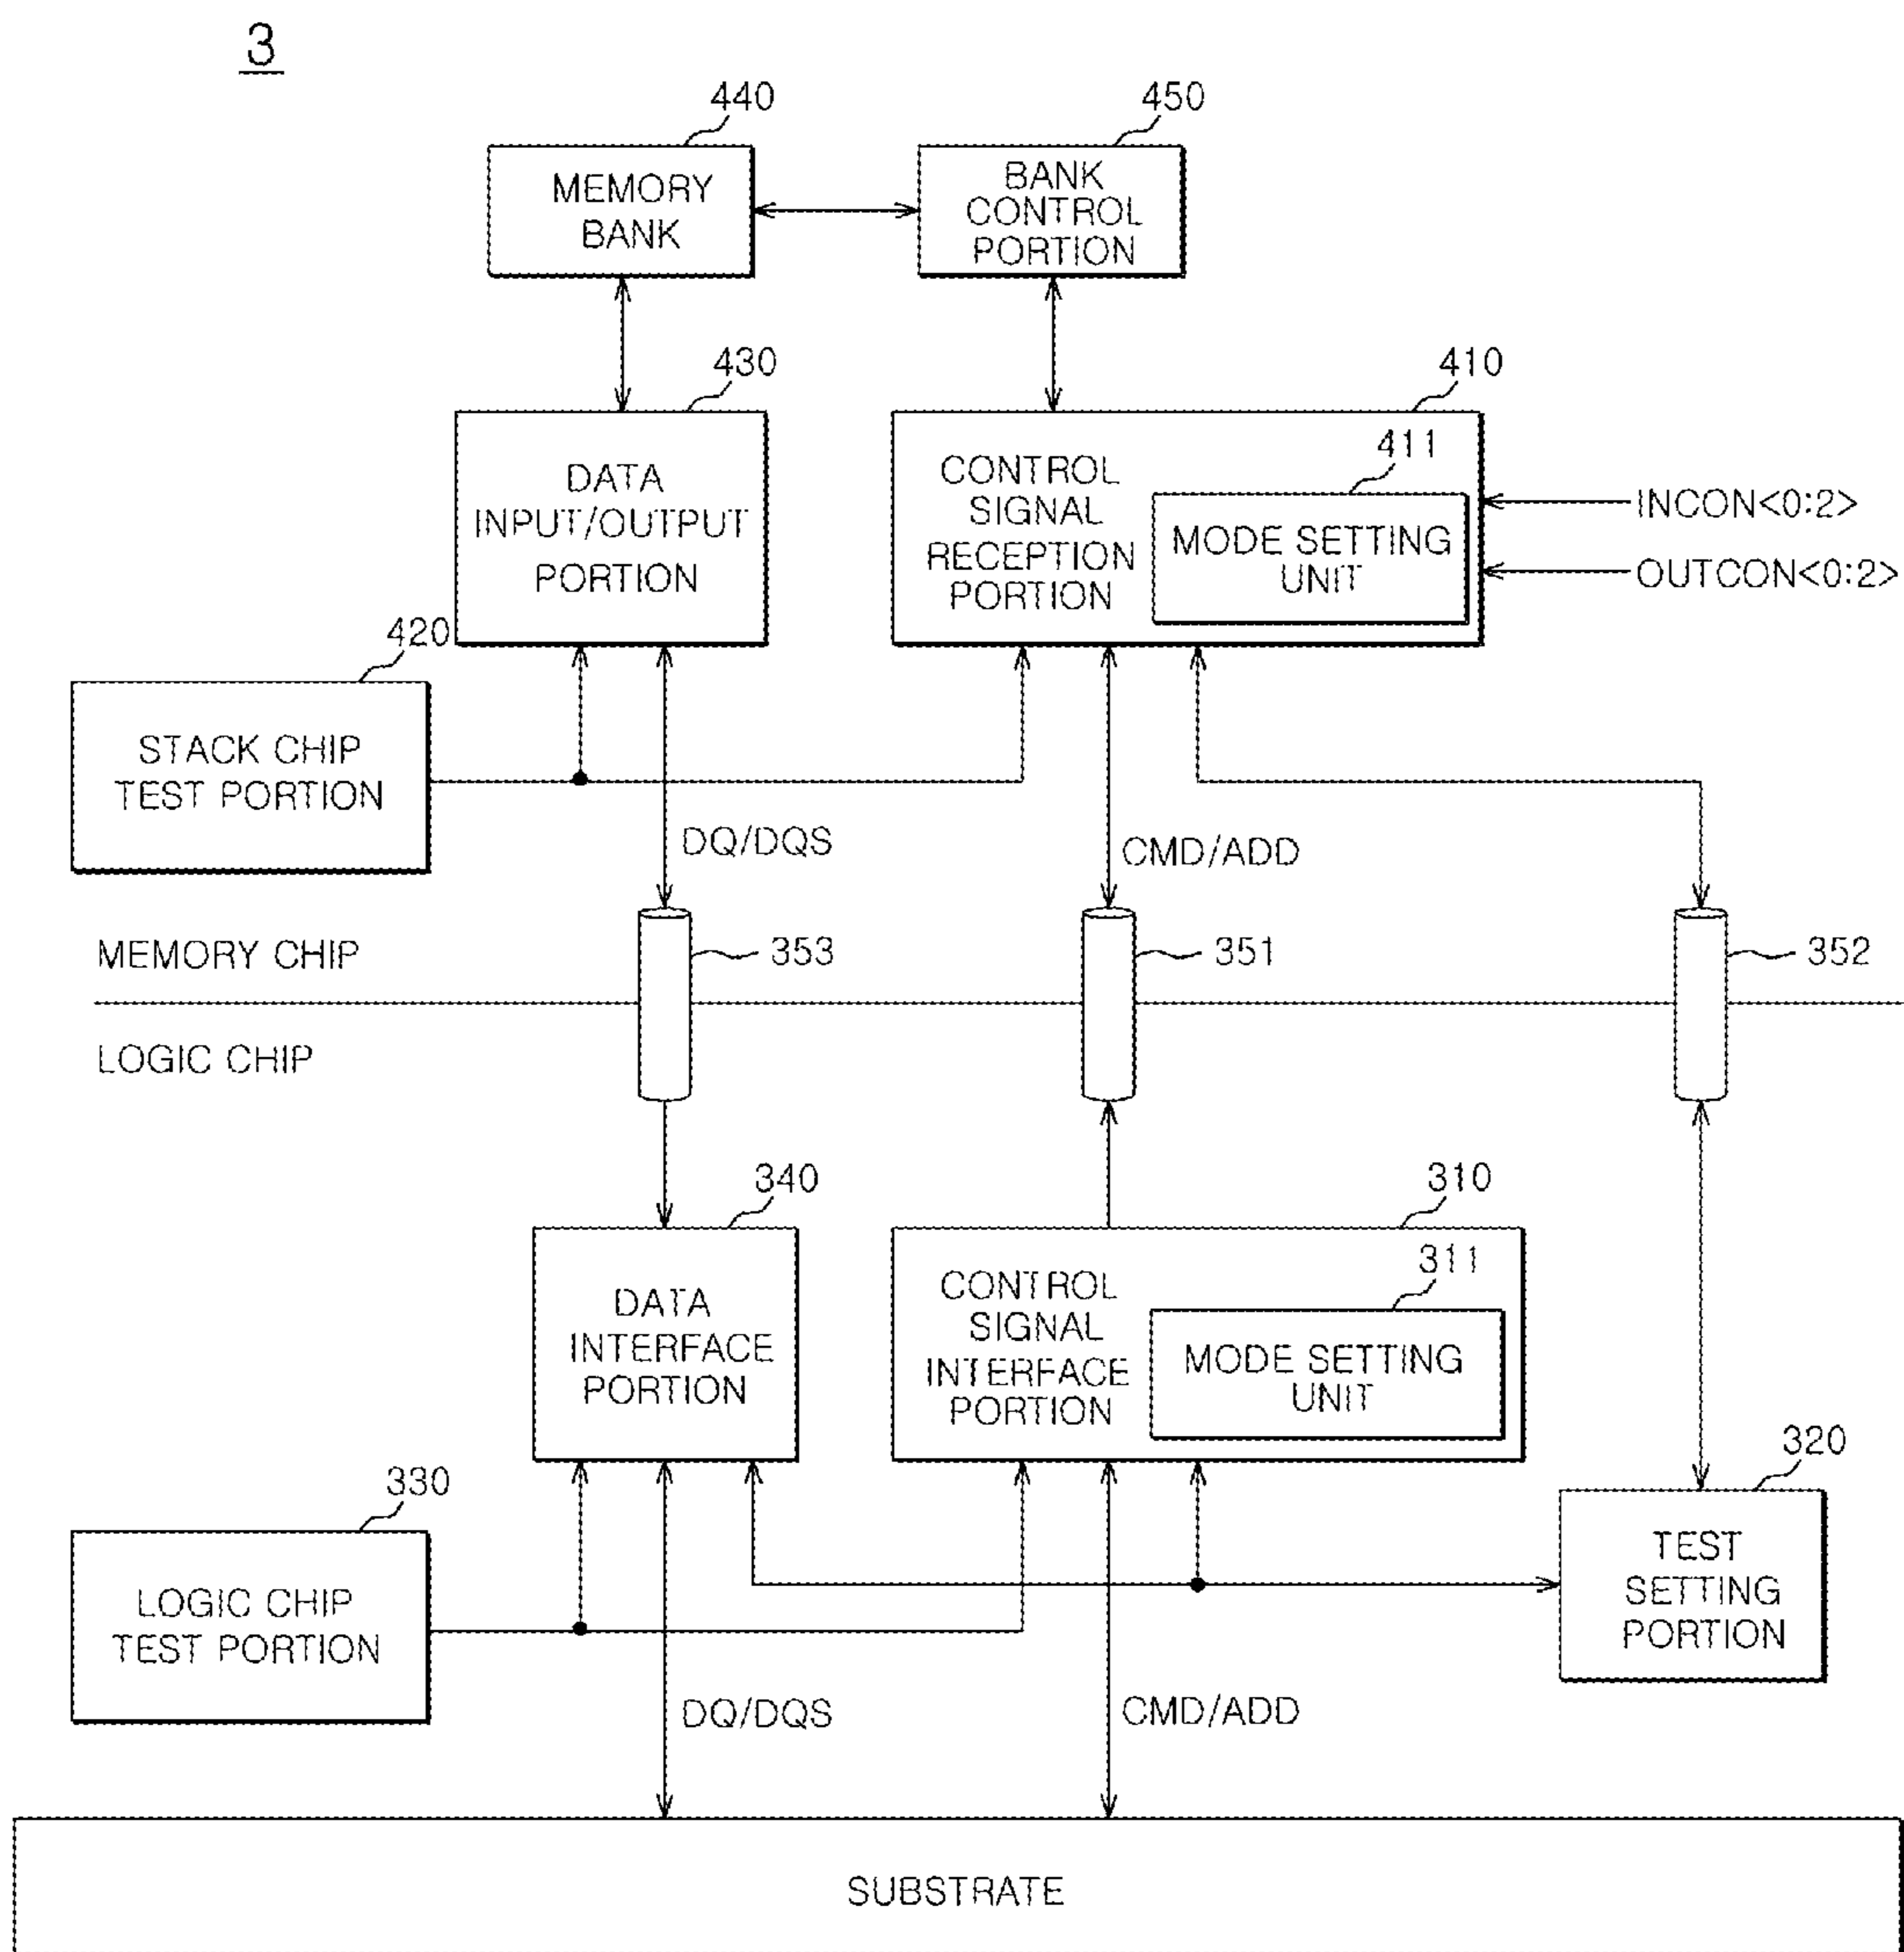 3
440
450
MEMORY
BANK
BANK
CONTROL
PORTION
430
410
DATA
INPUT/OUTPUT
PORTION
CONTROL
SIGNAL
RECEPTION
PORTION
411
MODE SETTING
UNIT
INCON<0:2>
OUTCON<0:2>
420
STACK CHIP
TEST PORTION
DQ/DQS
CMD/ADD
MEMORY CHIP
353
351
352
LOGIC CHIP
340
310
DATA
INTERFACE
PORTION
CONTROL
SIGNAL
INTERFACE
PORTION
311
MODE SETTING
UNIT
320
330
LOGIC CHIP
TEST PORTION
TEST
SETTING
PORTION
DQ/DQS
CMD/ADD
SUBSTRATE